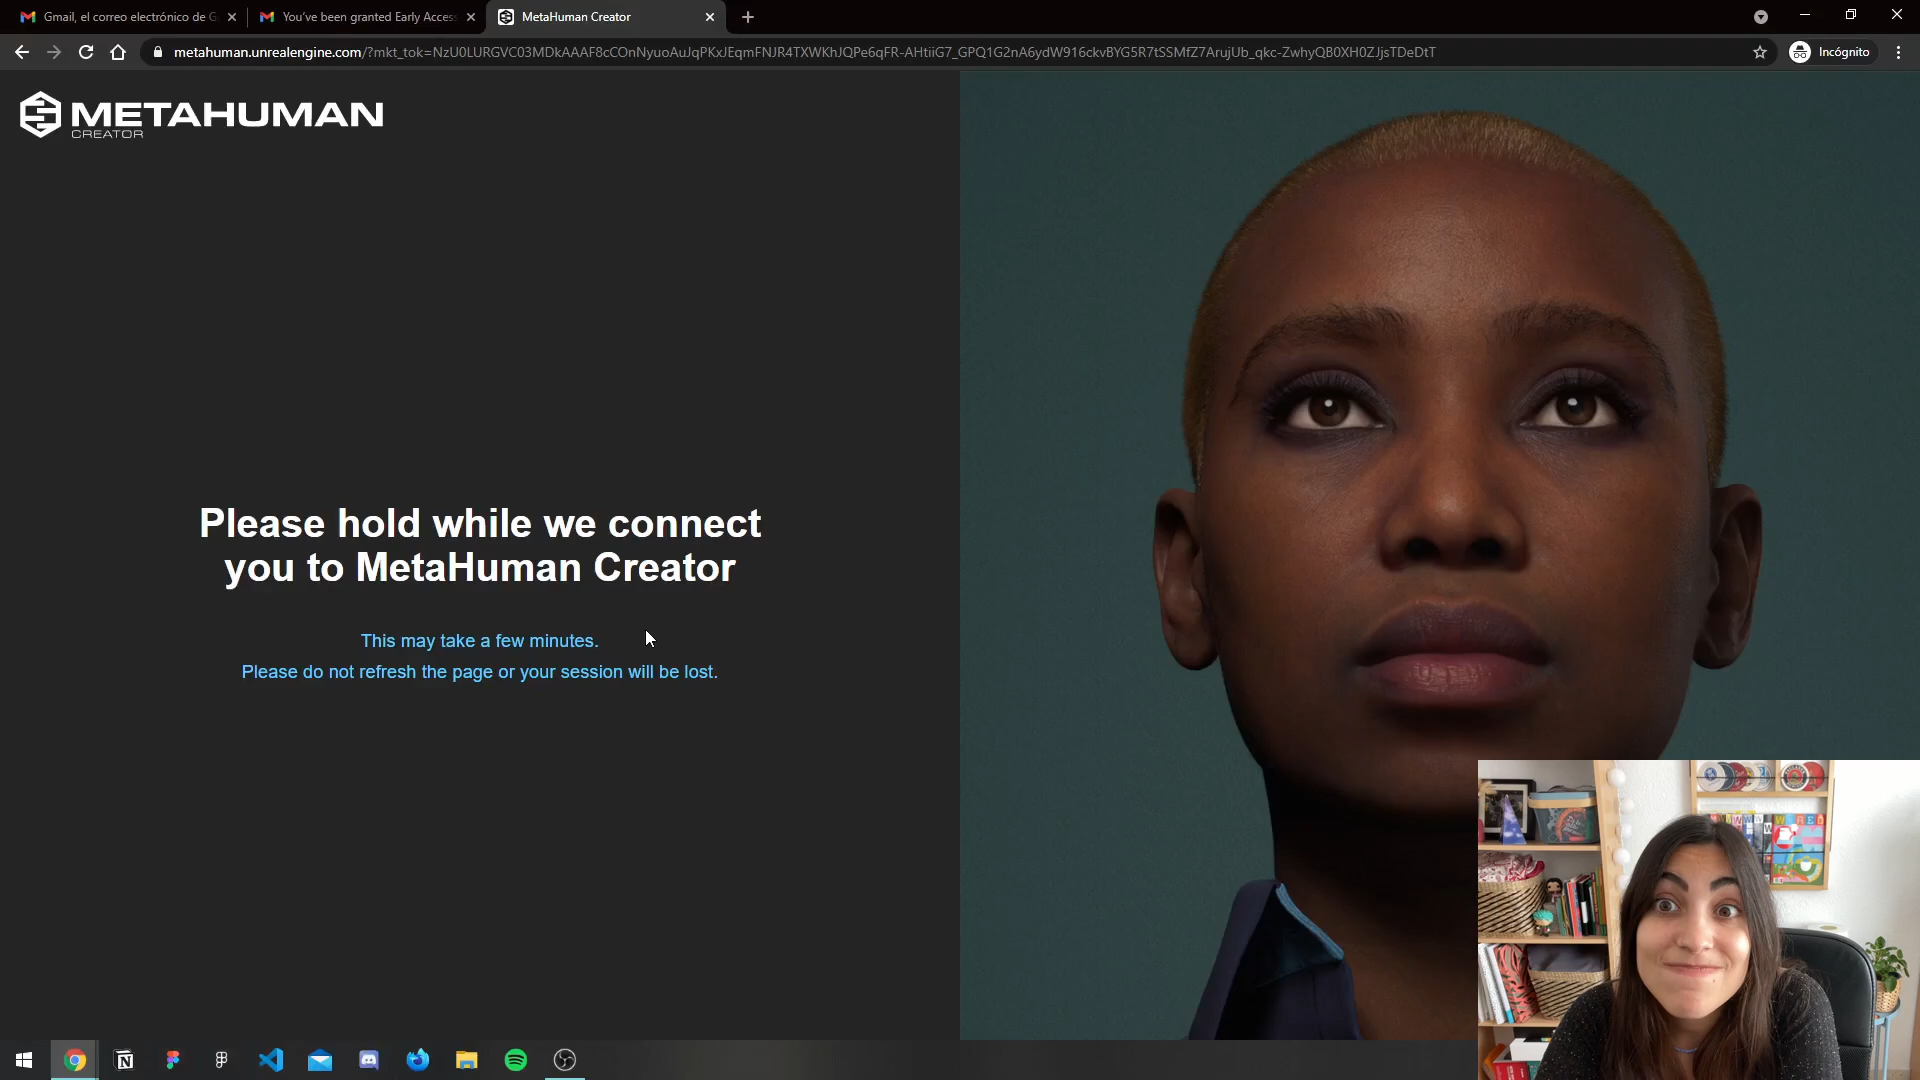 Gmail, el correo electrónico de G
You've been granted Early Access
MetaHuman Creator
metahuman.unrealengine.com/?mkt_tok=NzU0LURGVC03MDkAAAF8cCOnNyuoAuJqPKxJEqmFNJR4TXWKhJQPe6qFR-AHtiiG7_GPQ1G2nA6ydW916ckvBYG5R7tSSMfZ7ArujUb_qkc-ZwhyQB0XH0ZJjsTDeDtT
Incógnito
METAHUMAN
CREATOR
Please hold while we connect
you to MetaHuman Creator
This may take a few minutes.
Please do not refresh the page or your session will be lost.
WIRED